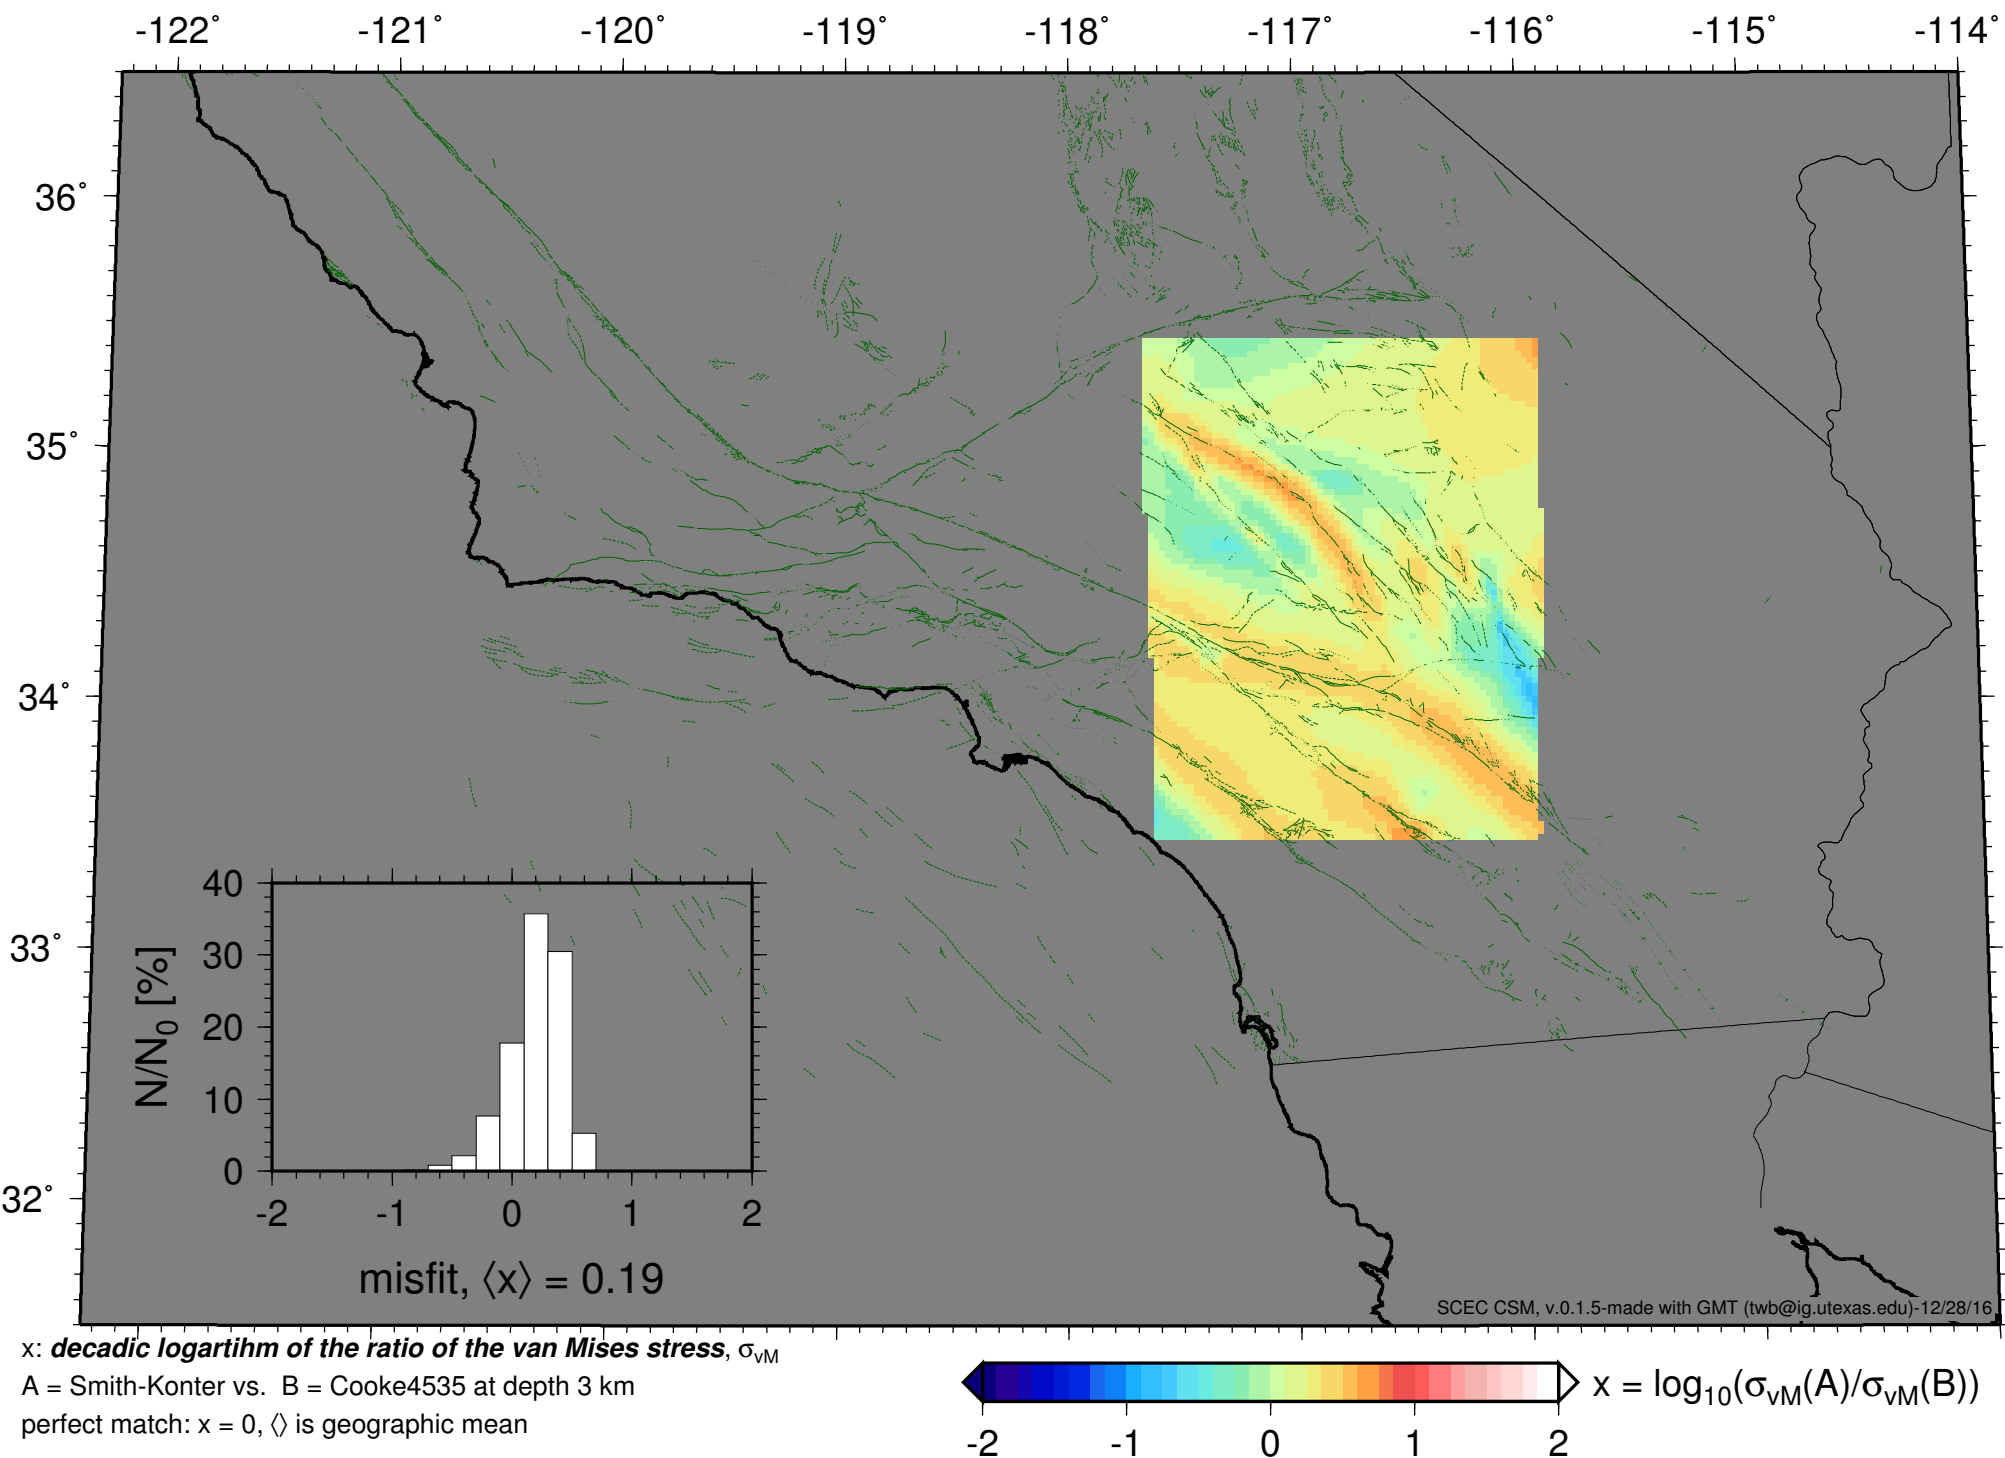 -122° -121° -120° -119° -118° -117° -116° -115° -114°
36°
35°
34°
33°
32°
40
30
20
10
0
N/N0 [%]
-2 -1 0 1 2
misfit, ⟨x⟩ = 0.19
SCEC CSM, v.0.1.5-made with GMT (twb@ig.utexas.edu)-12/28/16
x: decadic logartihm of the ratio of the van Mises stress, σvM
A = Smith-Konter vs. B = Cooke4535 at depth 3 km
perfect match: x = 0, ⟨⟩ is geographic mean
x = log10(σvM(A)/σvM(B))
-2 -1 0 1 2